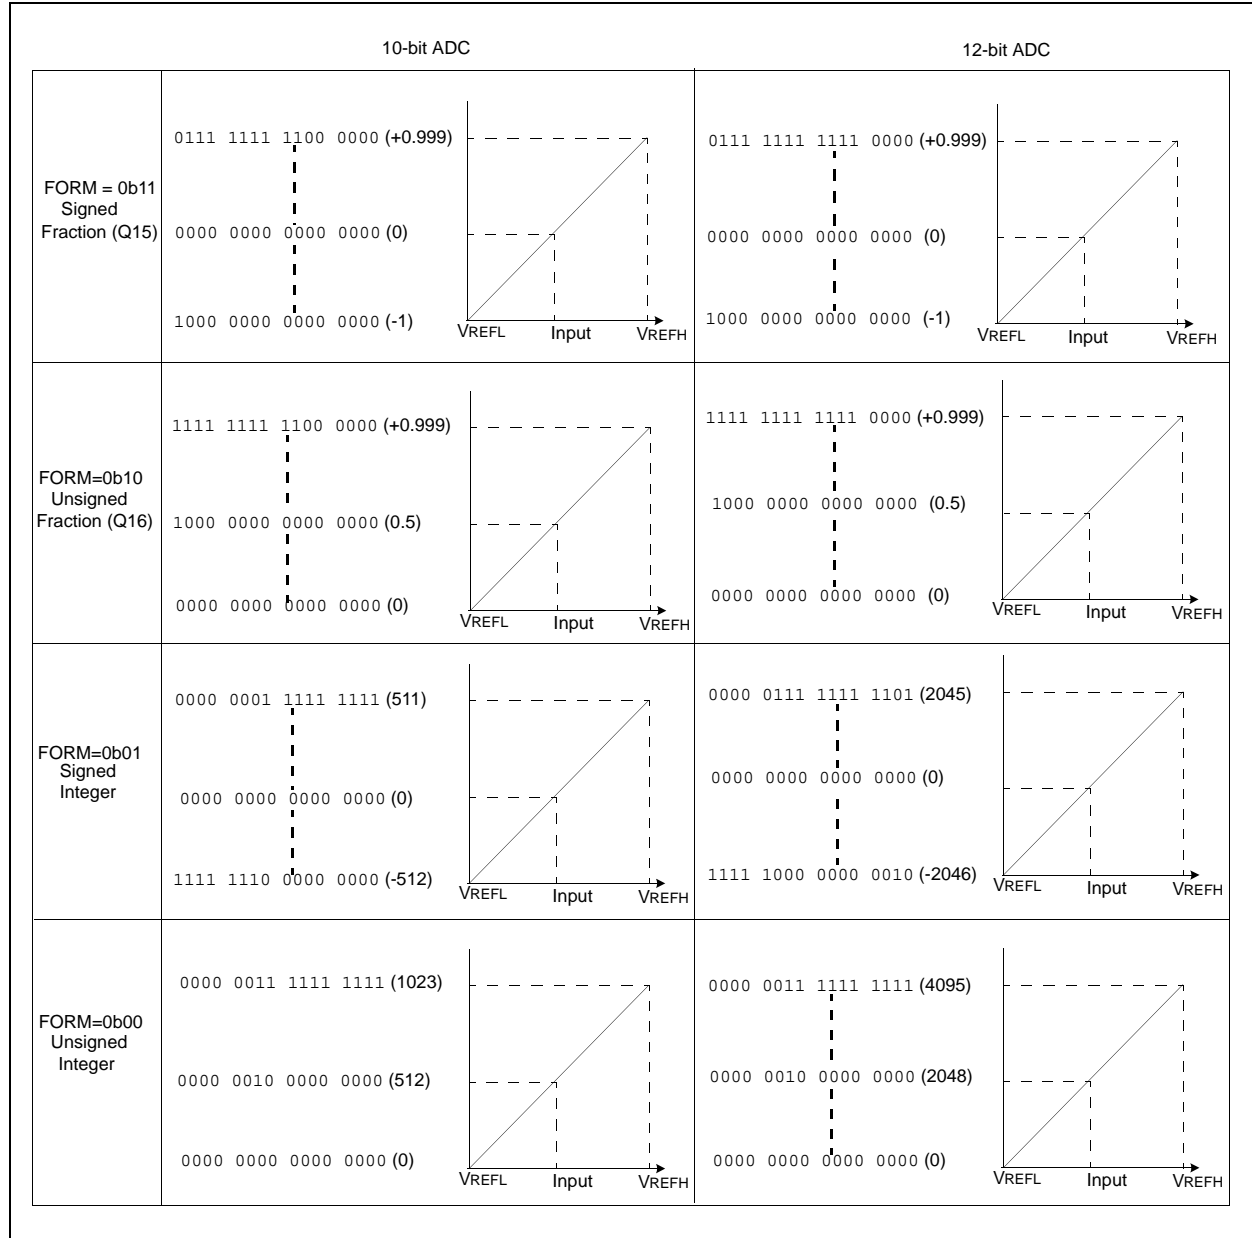 10-bit ADC
12-bit ADC
FORM = 0b11
Signed
Fraction (Q15)
0111 1111 1100 0000 (+0.999)
0000 0000 0000 0000 (0)
1000 0000 0000 0000 (-1)
VREFL Input VREFH
0111 1111 1111 0000 (+0.999)
0000 0000 0000 0000 (0)
1000 0000 0000 0000 (-1)
VREFL Input VREFH
FORM=0b10
Unsigned
Fraction (Q16)
1111 1111 1100 0000 (+0.999)
1000 0000 0000 0000 (0.5)
0000 0000 0000 0000 (0)
VREFL Input VREFH
1111 1111 1111 0000 (+0.999)
1000 0000 0000 0000 (0.5)
0000 0000 0000 0000 (0)
VREFL Input VREFH
FORM=0b01
Signed
Integer
0000 0001 1111 1111 (511)
0000 0000 0000 0000 (0)
1111 1110 0000 0000 (-512)
VREFL Input VREFH
0000 0111 1111 1101 (2045)
0000 0000 0000 0000 (0)
1111 1000 0000 0010 (-2046)
VREFL Input VREFH
FORM=0b00
Unsigned
Integer
0000 0011 1111 1111 (1023)
0000 0010 0000 0000 (512)
0000 0000 0000 0000 (0)
VREFL Input VREFH
0000 0011 1111 1111 (4095)
0000 0010 0000 0000 (2048)
0000 0000 0000 0000 (0)
VREFL Input VREFH